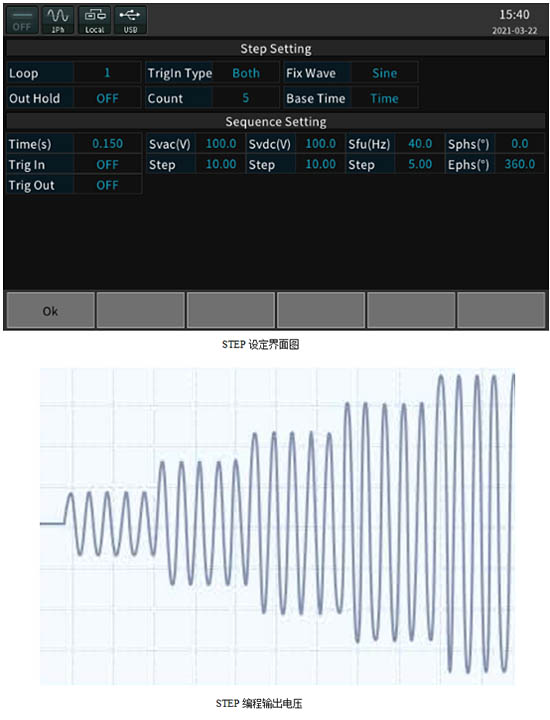 OFF 1Ph Local USB 15:40
2021-03-22
Step Setting
Loop 1 TrigIn Type Both Fix Wave Sine
Out Hold OFF Count 5 Base Time Time
Sequence Setting
Time(s) 0.150 Svac(V) 100.0 Svdc(V) 100.0 Sfu(Hz) 40.0 Sphs(°) 0.0
Trig In OFF Step 10.00 Step 10.00 Step 5.00 Ephs(°) 360.0
Trig Out OFF
Ok
STEP 设定界面图
STEP 编程输出电压